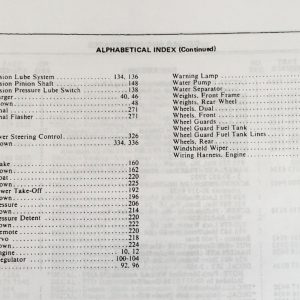 ALPHABETICAL INDEX (Continued)
sion Lube System 134, 136
sion Pinion Shaft 148
sion Pressure Lube Switch 138
arger 40, 46
own 48
nal 271
nal Flasher 271
wer Steering Control 326
own 334, 336
ake 160
own 162
oat 220
own 225
wer Take-Off 192
own 196
essure 206
own 214
essure Detent 220
own 222
emote 220
rvo 218
own 224
ngine 10, 12
egulator 100-104
92, 96
Warning Lamp
Water Pump
Water Separator
Weights, Front Frame
Weights, Rear Wheel
Wheels, Dual
Wheels, Front
Wheel Guards
Wheel Guard Fuel Tank
Wheel Guard Fuel Tank Lines
Wheels, Rear
Windshield Wiper
Wiring Harness, Engine